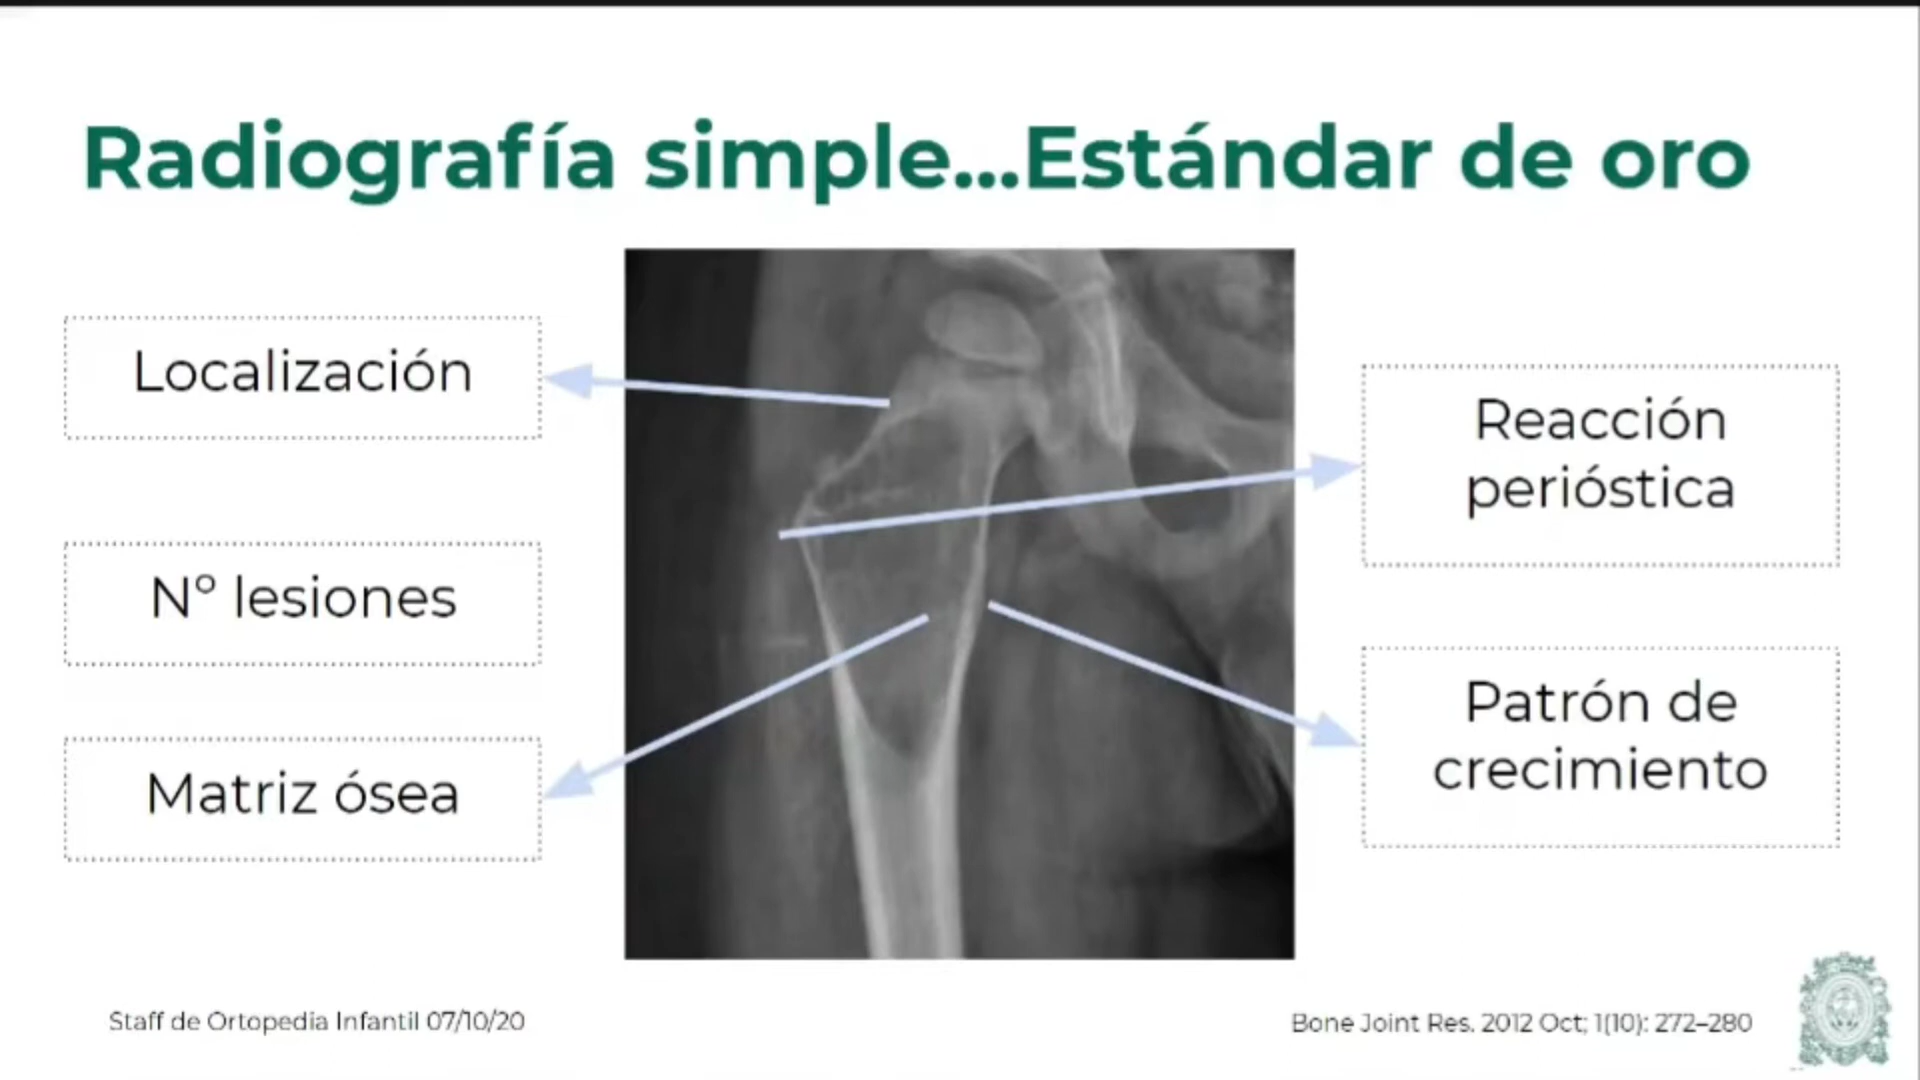 Radiografía simple...Estándar de oro
Localización
Nº lesiones
Matriz ósea
Reacción
perióstica
Patrón de
crecimiento
Staff de Ortopedia Infantil 07/10/20
Bone Joint Res. 2012 Oct; 1(10): 272–280